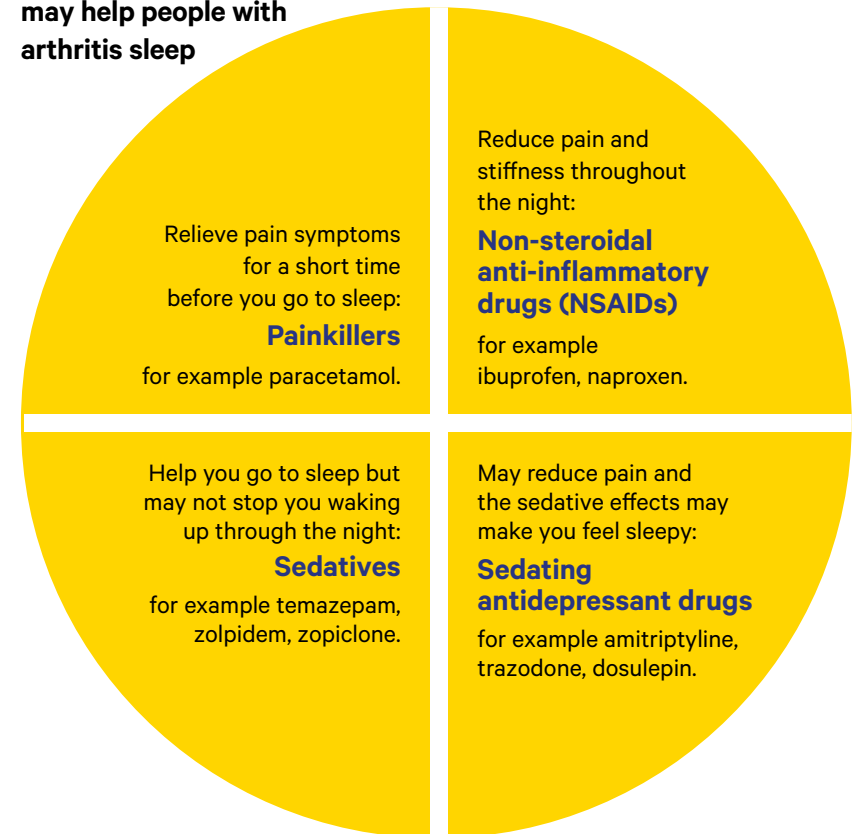 may help people with
arthritis sleep
Relieve pain symptoms
for a short time
before you go to sleep:
Painkillers
for example paracetamol.
Reduce pain and
stiffness throughout
the night:
Non-steroidal
anti-inflammatory
drugs (NSAIDs)
for example
ibuprofen, naproxen.
Help you go to sleep but
may not stop you waking
up through the night:
Sedatives
for example temazepam,
zolpidem, zopiclone.
May reduce pain and
the sedative effects may
make you feel sleepy:
Sedating
antidepressant drugs
for example amitriptyline,
trazodone, dosulepin.